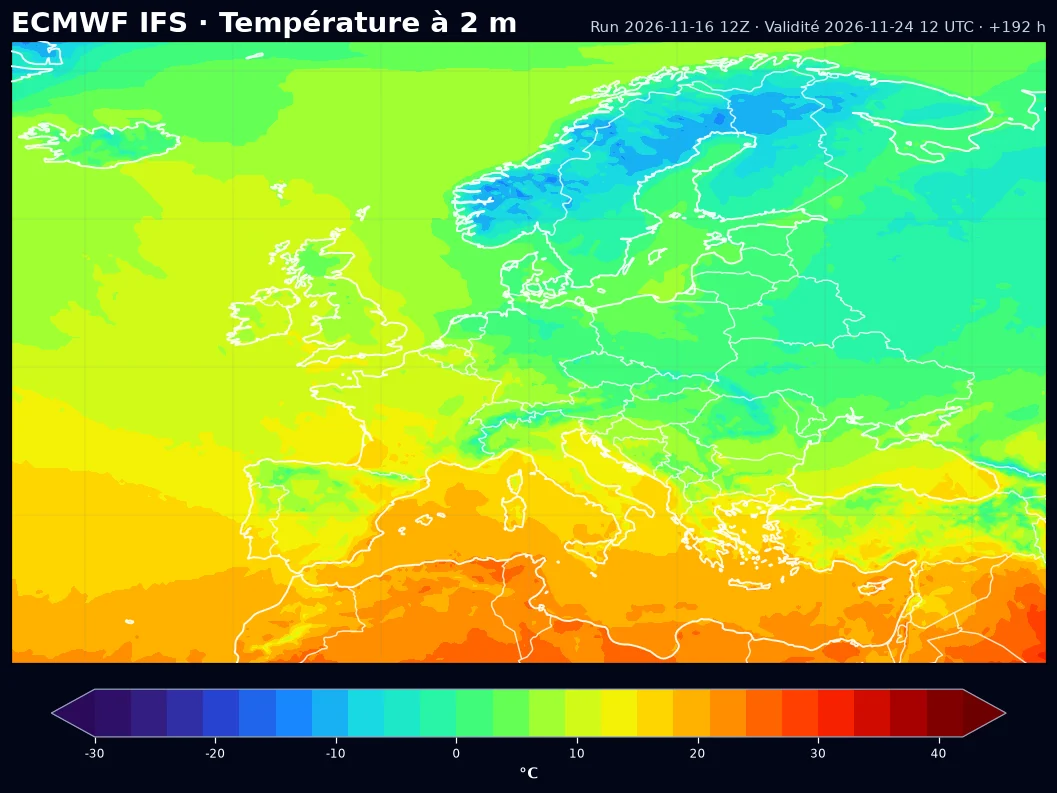 ECMWF IFS · Température à 2 m
Run 2026-11-16 12Z · Validité 2026-11-24 12 UTC · +192 h
-30 -20 -10 0 10 20 30 40
°C